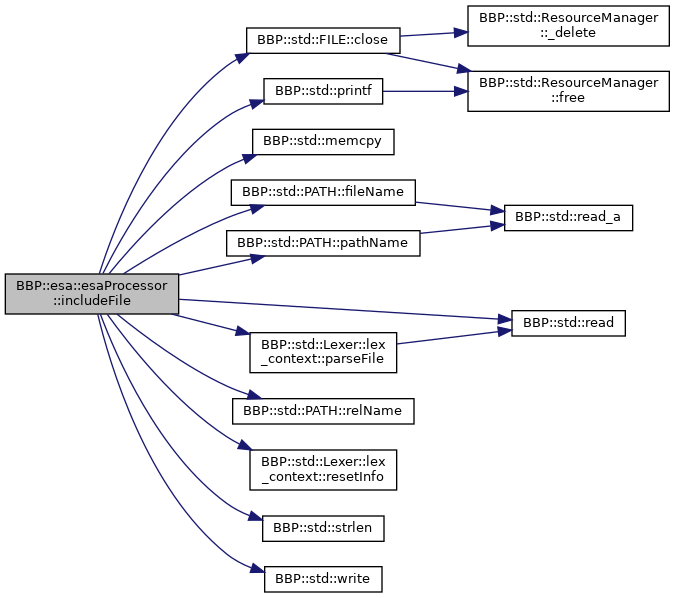 BBP::std::ResourceManager
::_delete
BBP::std::FILE::close
BBP::std::ResourceManager
::free
BBP::std::printf
BBP::std::memcpy
BBP::std::PATH::fileName
BBP::std::read_a
BBP::std::PATH::pathName
BBP::esa::esaProcessor
::includeFile
BBP::std::read
BBP::std::Lexer::lex
_context::parseFile
BBP::std::PATH::relName
BBP::std::Lexer::lex
_context::resetInfo
BBP::std::strlen
BBP::std::write